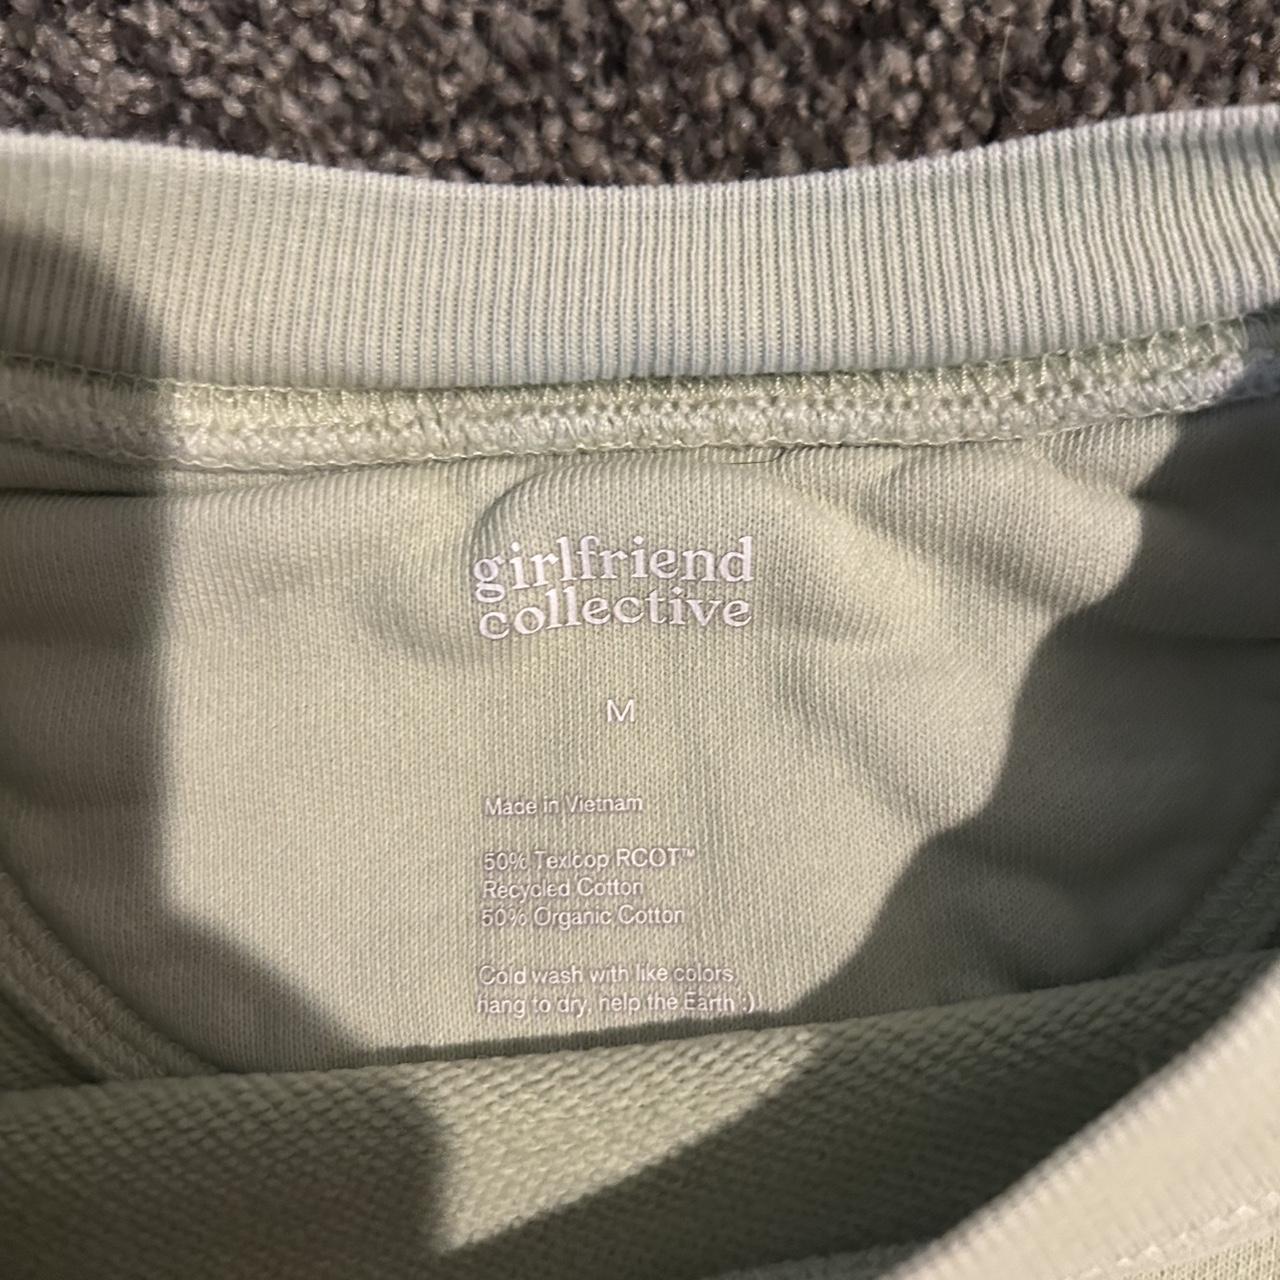 girlfriend
collective
M
Made in Vietnam
50% Texloop RCOT™
Recycled Cotton
50% Organic Cotton
Cold wash with like colors,
hang to dry, help the Earth :)